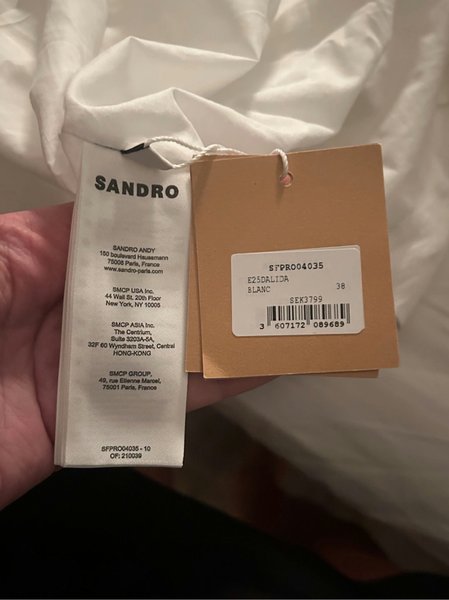 SANDRO
SANDRO ANDY
150 boulevard Haussmann
75008 Paris, France
www.sandro-paris.com
SMCP USA Inc.
44 Wall St, 20th Floor
New York, NY 10005
SMCP ASIA Inc.
The Centrium,
Suite 3203A-5A,
32F 60 Wyndham Street, Central
HONG-KONG
SMCP GROUP,
49, rue Etienne Marcel,
75001 Paris, France
SFPRO04035 - 10
OF: 210039
SFPRO04035
E25DALIDA
BLANC 38
SEK3799
3 607172 089689